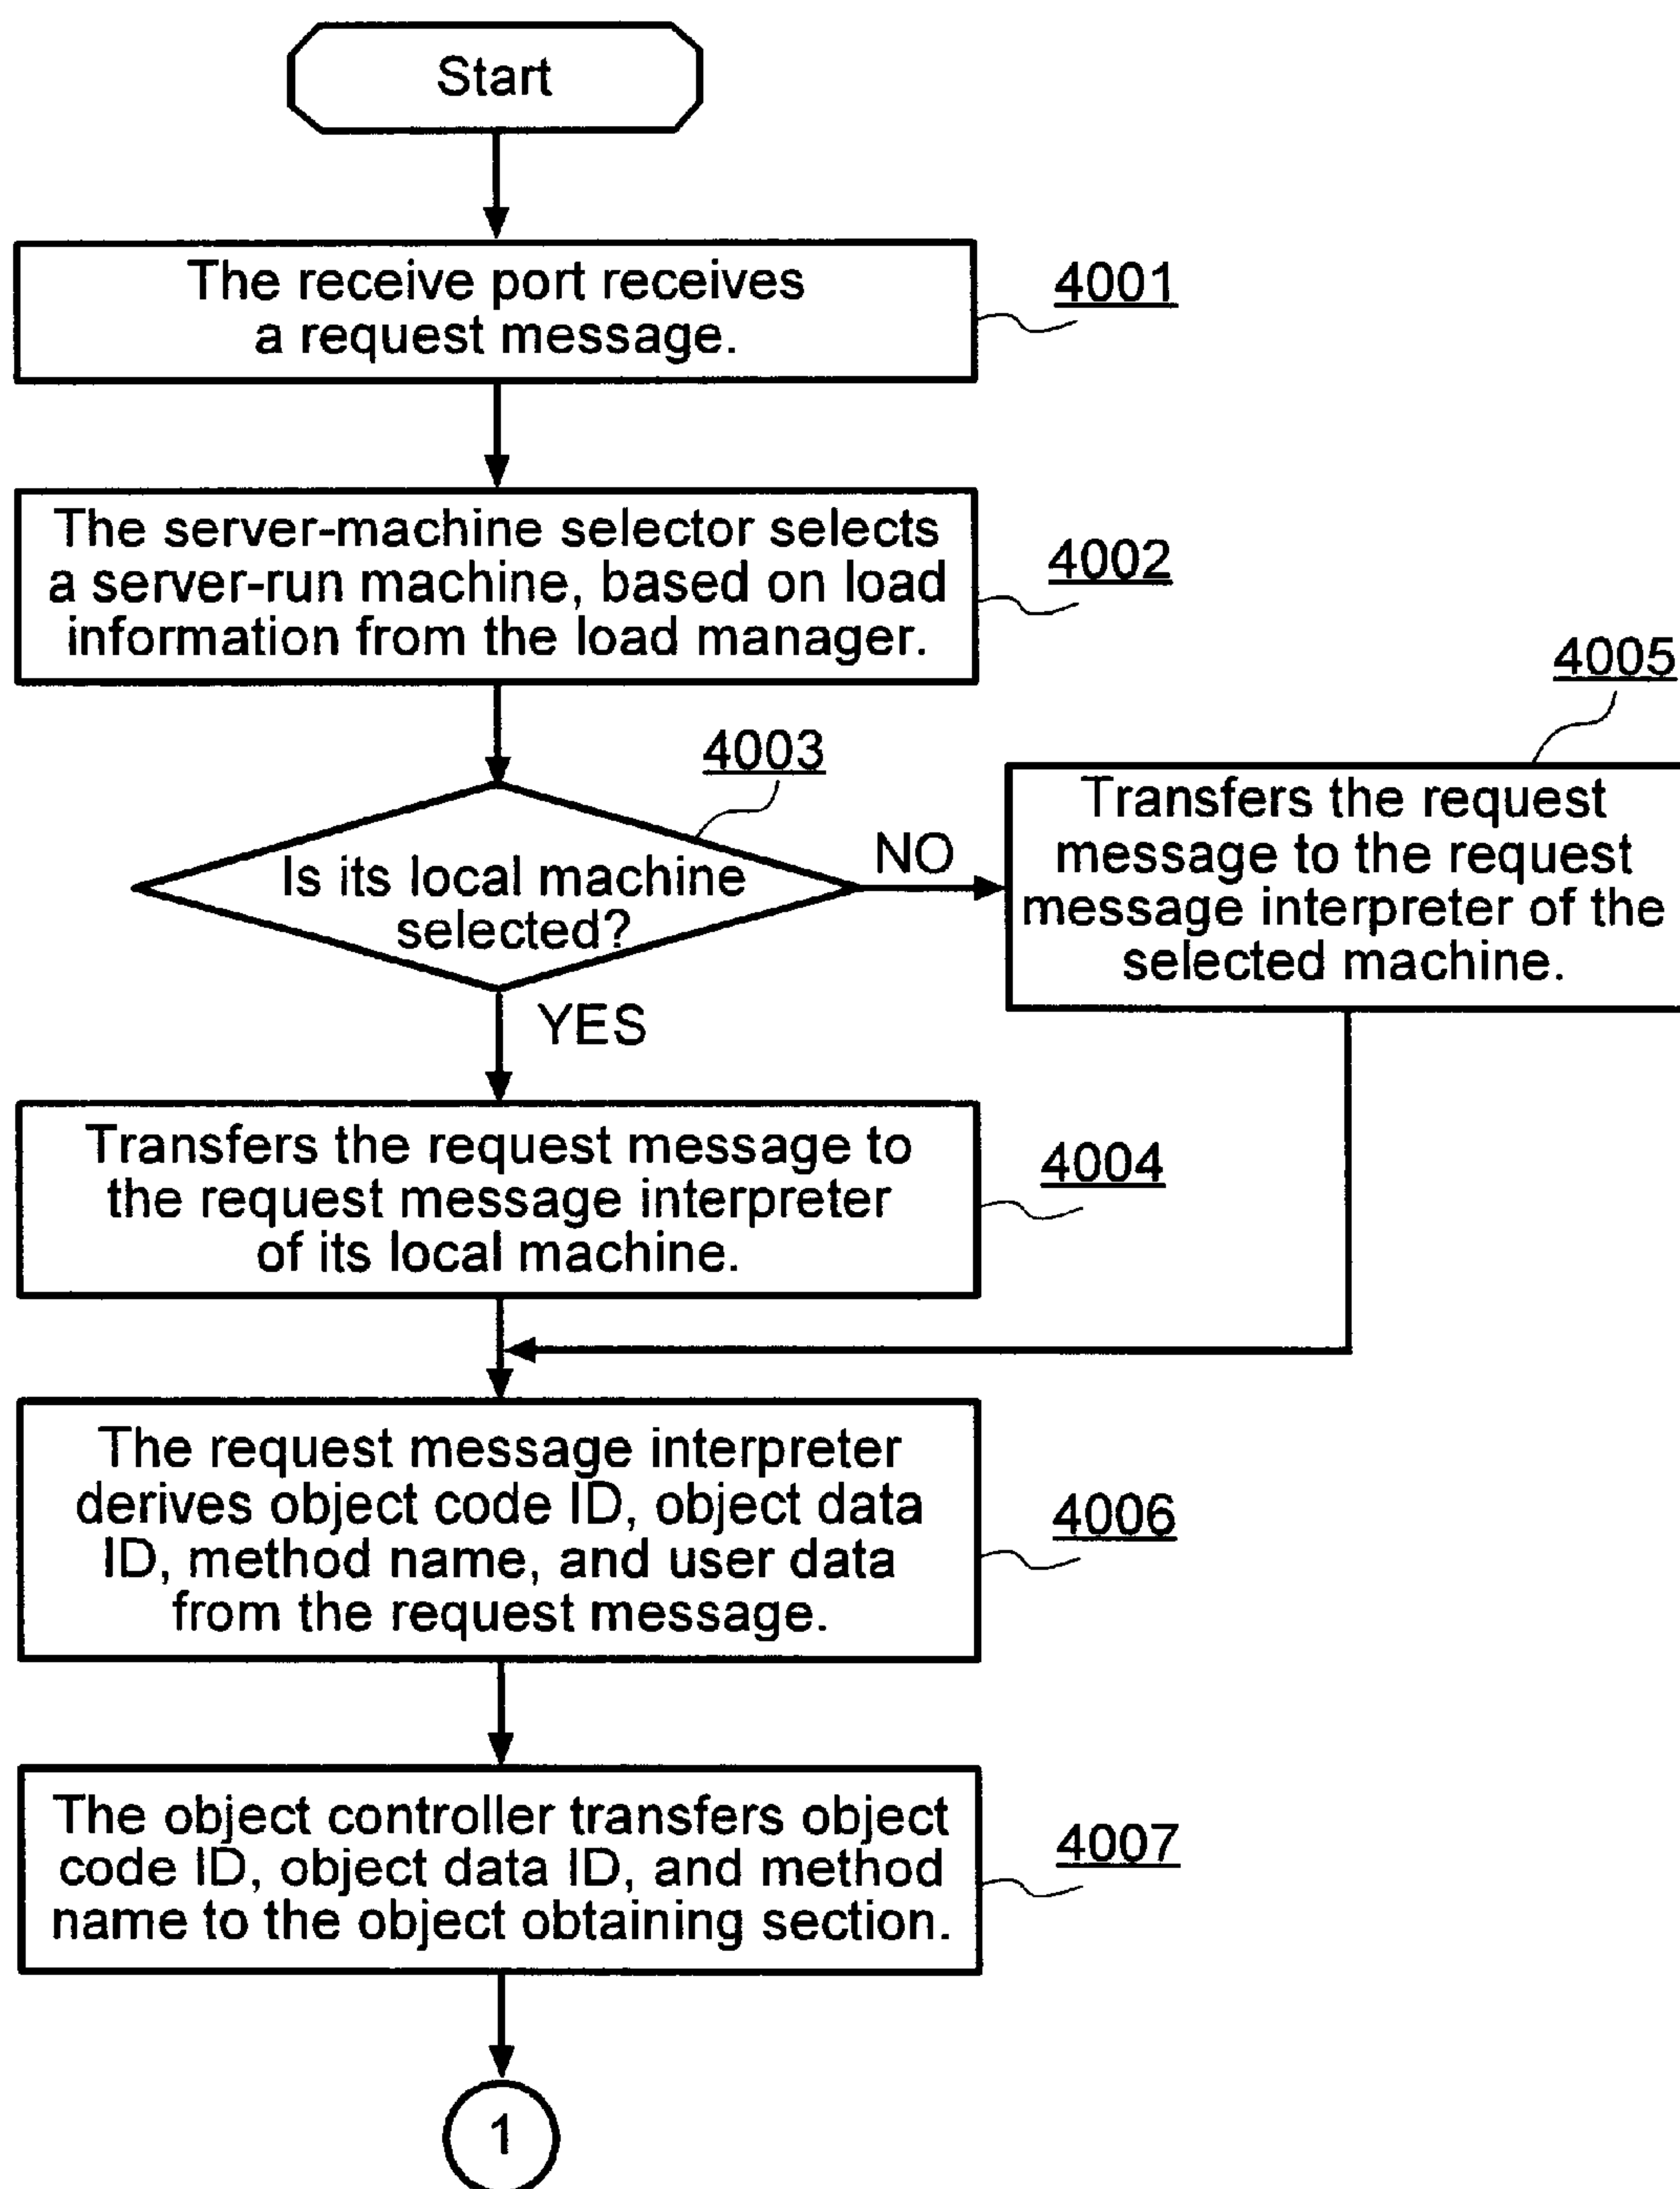 Start
The receive port receives
a request message.
4001
The server-machine selector selects
a server-run machine, based on load
information from the load manager.
4002
4003
Is its local machine
selected?
NO
YES
4005
Transfers the request
message to the request
message interpreter of the
selected machine.
Transfers the request message to
the request message interpreter
of its local machine.
4004
The request message interpreter
derives object code ID, object data
ID, method name, and user data
from the request message.
4006
The object controller transfers object
code ID, object data ID, and method
name to the object obtaining section.
4007
1